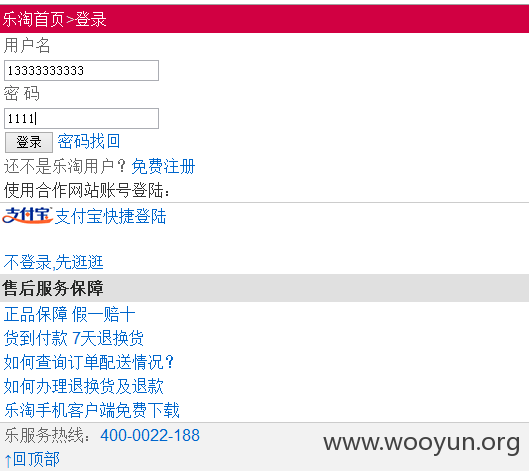 乐淘首页>登录
用户名
13333333333
密 码
1111
登录 密码找回
还不是乐淘用户？免费注册
使用合作网站账号登陆：
支付宝 支付宝快捷登陆
不登录,先逛逛
售后服务保障
正品保障 假一赔十
货到付款 7天退换货
如何查询订单配送情况？
如何办理退换货及退款
乐淘手机客户端免费下载
乐服务热线：400-0022-188
↑回顶部
www.wooyun.org